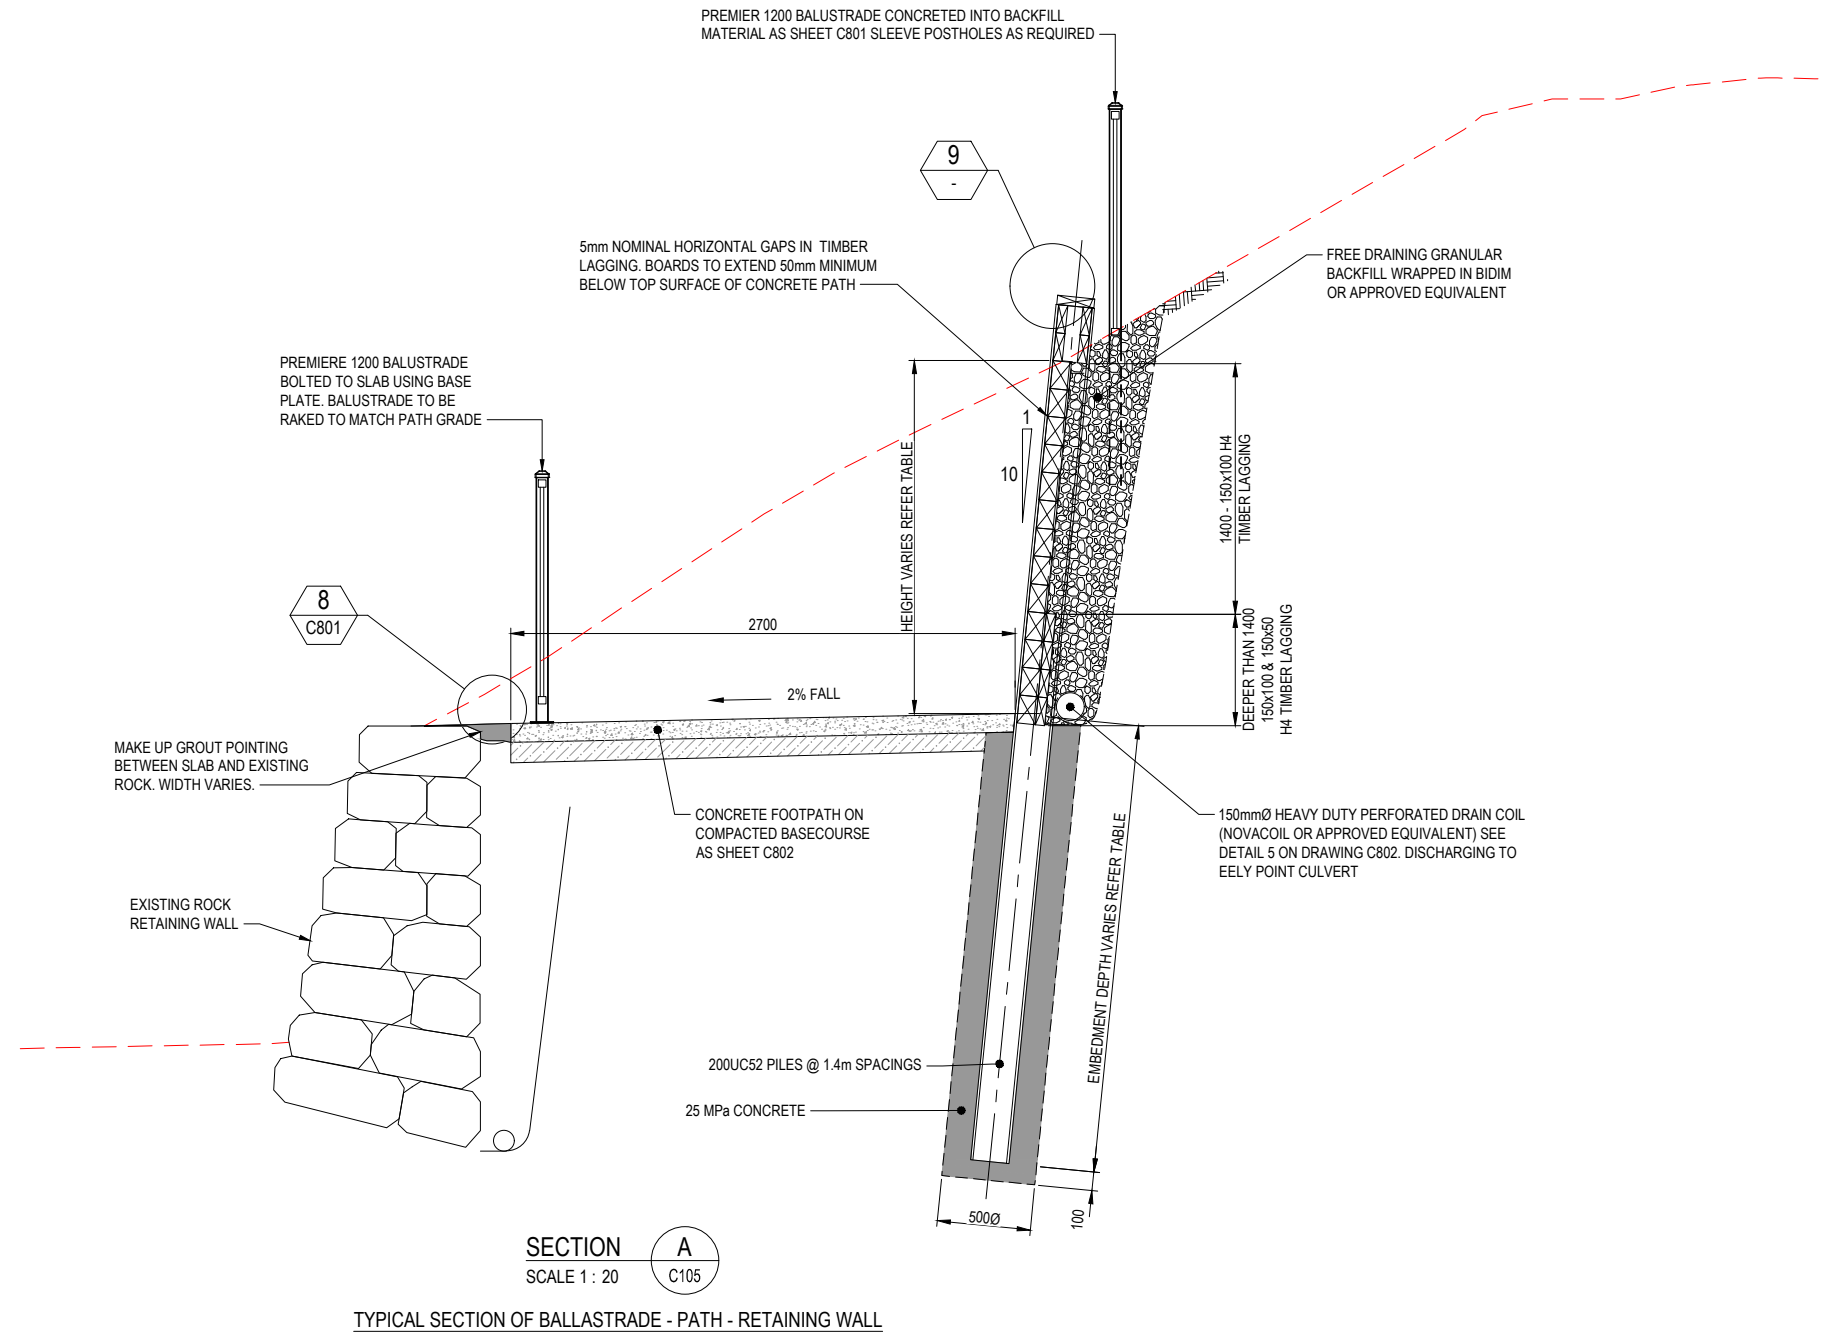 PREMIER 1200 BALUSTRADE CONCRETED INTO BACKFILL
MATERIAL AS SHEET C801 SLEEVE POSTHOLES AS REQUIRED
9
-
5mm NOMINAL HORIZONTAL GAPS IN TIMBER
LAGGING. BOARDS TO EXTEND 50mm MINIMUM
BELOW TOP SURFACE OF CONCRETE PATH
FREE DRAINING GRANULAR
BACKFILL WRAPPED IN BIDIM
OR APPROVED EQUIVALENT
PREMIERE 1200 BALUSTRADE
BOLTED TO SLAB USING BASE
PLATE. BALUSTRADE TO BE
RAKED TO MATCH PATH GRADE
1
10
HEIGHT VARIES REFER TABLE
1400 - 150x100 H4
TIMBER LAGGING
8
C801
2700
DEEPER THAN 1400
150x100 & 150x50
H4 TIMBER LAGGING
2% FALL
MAKE UP GROUT POINTING
BETWEEN SLAB AND EXISTING
ROCK. WIDTH VARIES.
CONCRETE FOOTPATH ON
COMPACTED BASECOURSE
AS SHEET C802
150mmØ HEAVY DUTY PERFORATED DRAIN COIL
(NOVACOIL OR APPROVED EQUIVALENT) SEE
DETAIL 5 ON DRAWING C802. DISCHARGING TO
EELY POINT CULVERT
EXISTING ROCK
RETAINING WALL
EMBEDMENT DEPTH VARIES REFER TABLE
200UC52 PILES @ 1.4m SPACINGS
25 MPa CONCRETE
500Ø
100
SECTION
A
SCALE 1 : 20
C105
TYPICAL SECTION OF BALLASTRADE - PATH - RETAINING WALL